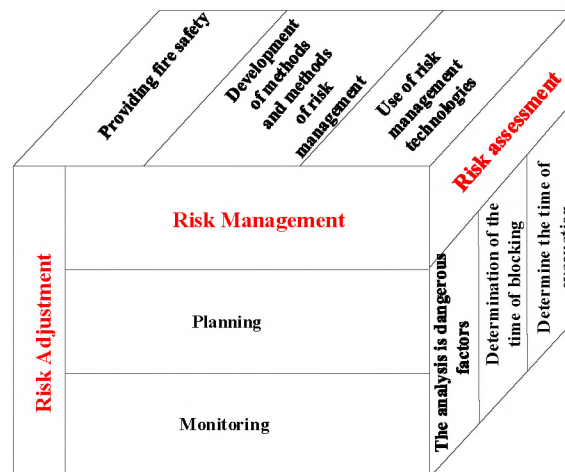 Providing fire safety
Development
of methods
and methods
of risk
management
Use of risk
management
technologies
Risk assessment
Risk Management
Risk Adjustment
Planning
Monitoring
The analysis is dangerous
factors
Determination of the
time of blocking
Determine the time of